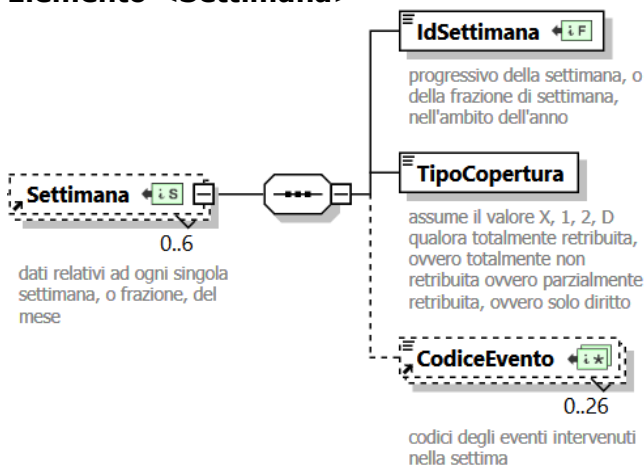 Elemento <Settimana>
IdSettimana
i F
progressivo della settimana, o
della frazione di settimana,
nell'ambito dell'anno
Settimana
i S
0..6
dati relativi ad ogni singola
settimana, o frazione, del
mese
TipoCopertura
assume il valore X, 1, 2, D
qualora totalmente retribuita,
ovvero totalmente non
retribuita ovvero parzialmente
retribuita, ovvero solo diritto
CodiceEvento
i *
0..26
codici degli eventi intervenuti
nella settima